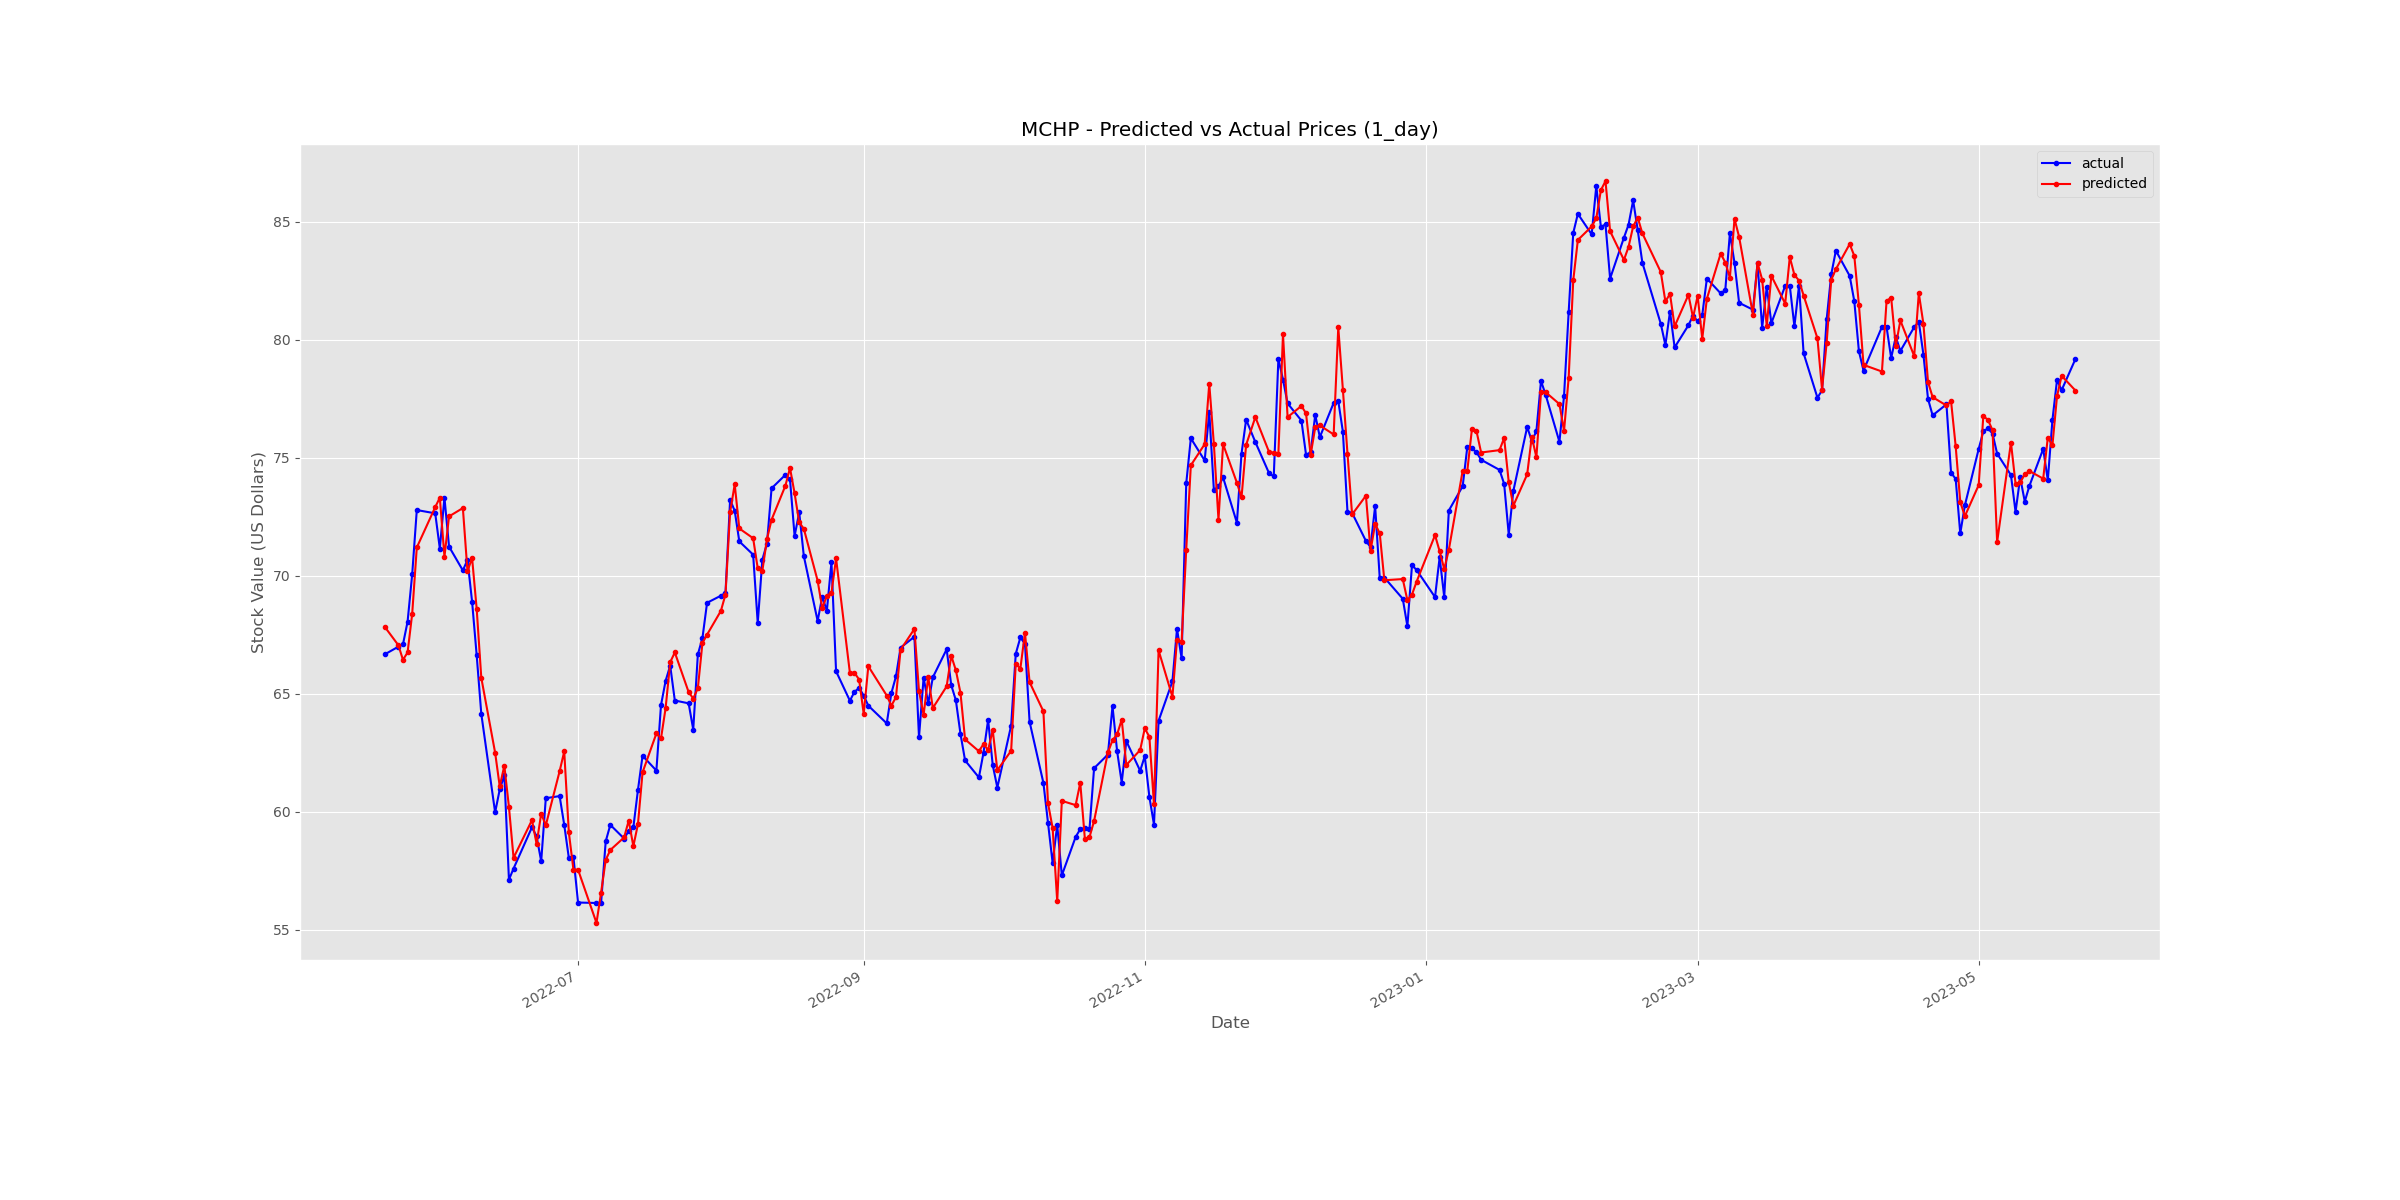 MCHP - Predicted vs Actual Prices (1_day)
actual
predicted
Stock Value (US Dollars)
85
80
75
70
65
60
55
2022-07
2022-09
2022-11
2023-01
2023-03
2023-05
Date